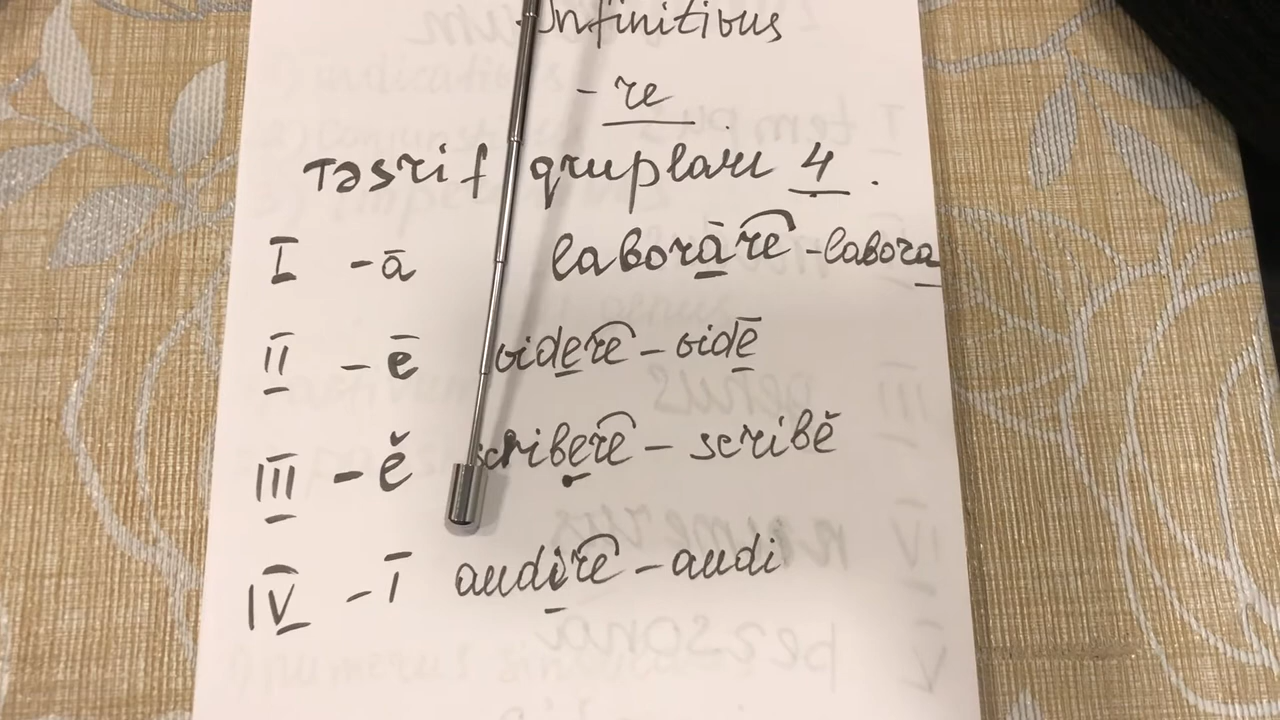 Infinitivus
- re
Təsrif qrupları 4.
I - ā laborāre - labora
II - ē videre - vidē
III - ĕ scribere - scribĕ
IV - ī audire - audi